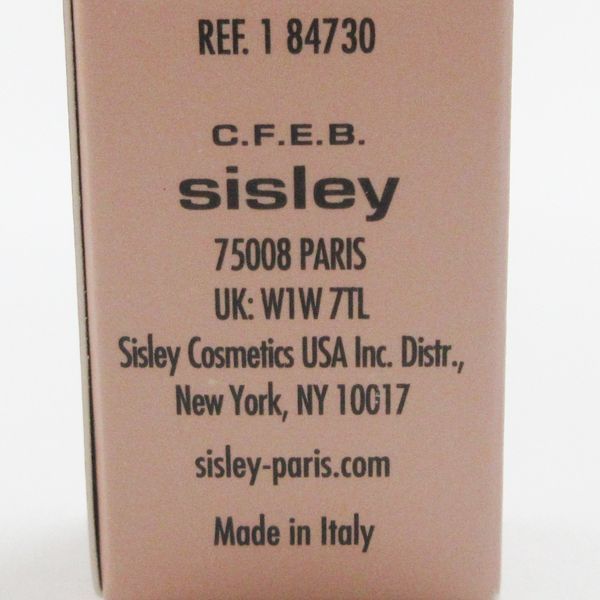 REF. 1 84730
C.F.E.B.
sisley
75008 PARIS
UK: W1W 7TL
Sisley Cosmetics USA Inc. Distr.,
New York, NY 10017
sisley-paris.com
Made in Italy